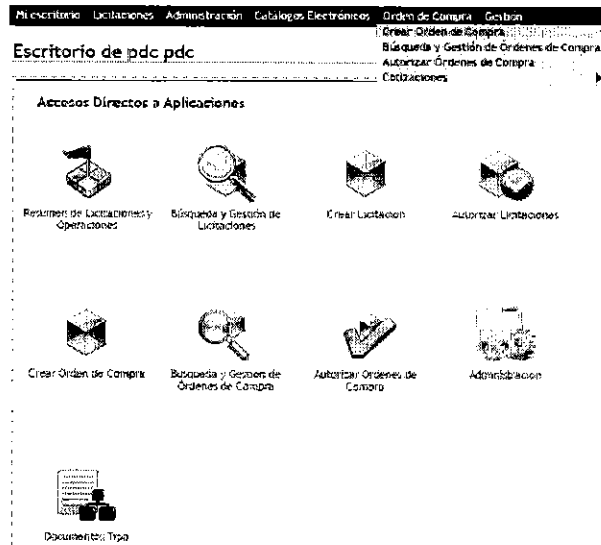 Mi escritorio Licitaciones Administración Catálogos Electrónicos Orden de Compra Gestión
Crear Orden de Compra
Búsqueda y Gestión de Órdenes de Compra
Autorizar Órdenes de Compra
Cotizaciones
Escritorio de pdc pdc
Accesos Directos a Aplicaciones
Resumen de Licitaciones y
Operaciones
Búsqueda y Gestión de
Licitaciones
Crear Licitación
Autorizar Licitaciones
Crear Orden de Compra
Búsqueda y Gestión de
Órdenes de Compra
Autorizar Órdenes de
Compra
Administración
Documentos Tipo